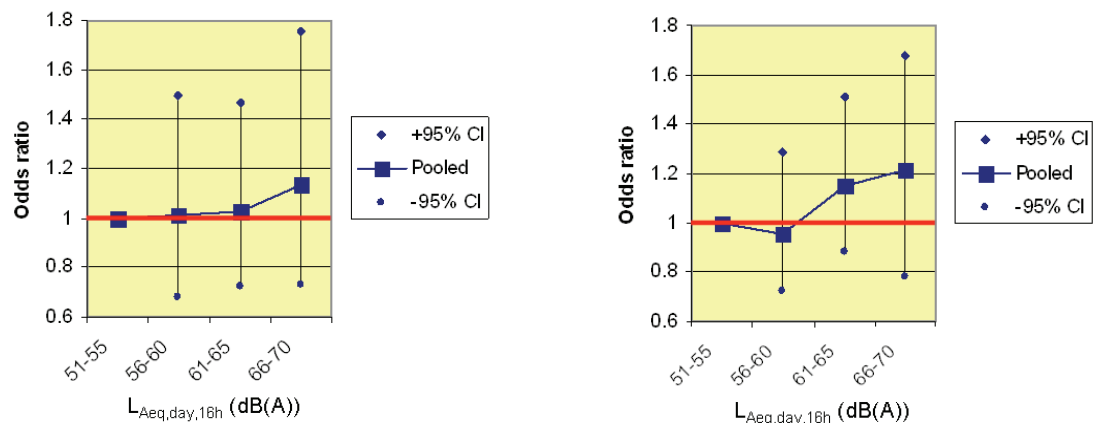 1.8
1.6
1.4
1.2
1
0.8
0.6
Odds ratio
51-55
56-60
61-65
66-70
LAeq,day,16h (dB(A))
+95% CI
Pooled
-95% CI
1.8
1.6
1.4
1.2
1
0.8
0.6
Odds ratio
51-55
56-60
61-65
66-70
LAeq,day,16h (dB(A))
+95% CI
Pooled
-95% CI